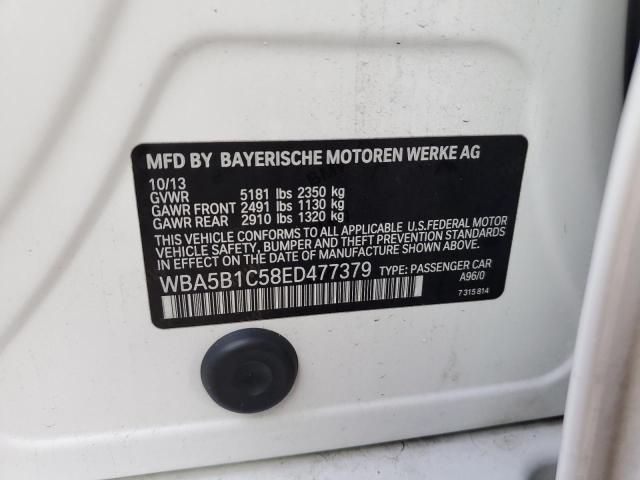 MFD BY BAYERISCHE MOTOREN WERKE AG
10/13
GVWR 5181 lbs 2350 kg
GAWR FRONT 2491 lbs 1130 kg
GAWR REAR 2910 lbs 1320 kg
THIS VEHICLE CONFORMS TO ALL APPLICABLE U.S.FEDERAL MOTOR
VEHICLE SAFETY, BUMPER AND THEFT PREVENTION STANDARDS
IN EFFECT ON THE DATE OF MANUFACTURE SHOWN ABOVE.
WBA5B1C58ED477379 TYPE: PASSENGER CAR
A96/0
7 315 814